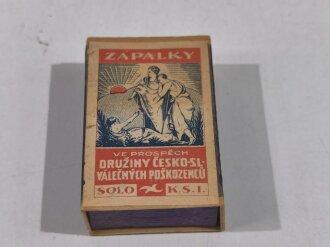 ZÁPALKY
VE PROSPĚCH
DRUŽINY ČESKO-SL.
VÁLEČNÝCH POŠKOZENCŮ
SOLO K.S.I.